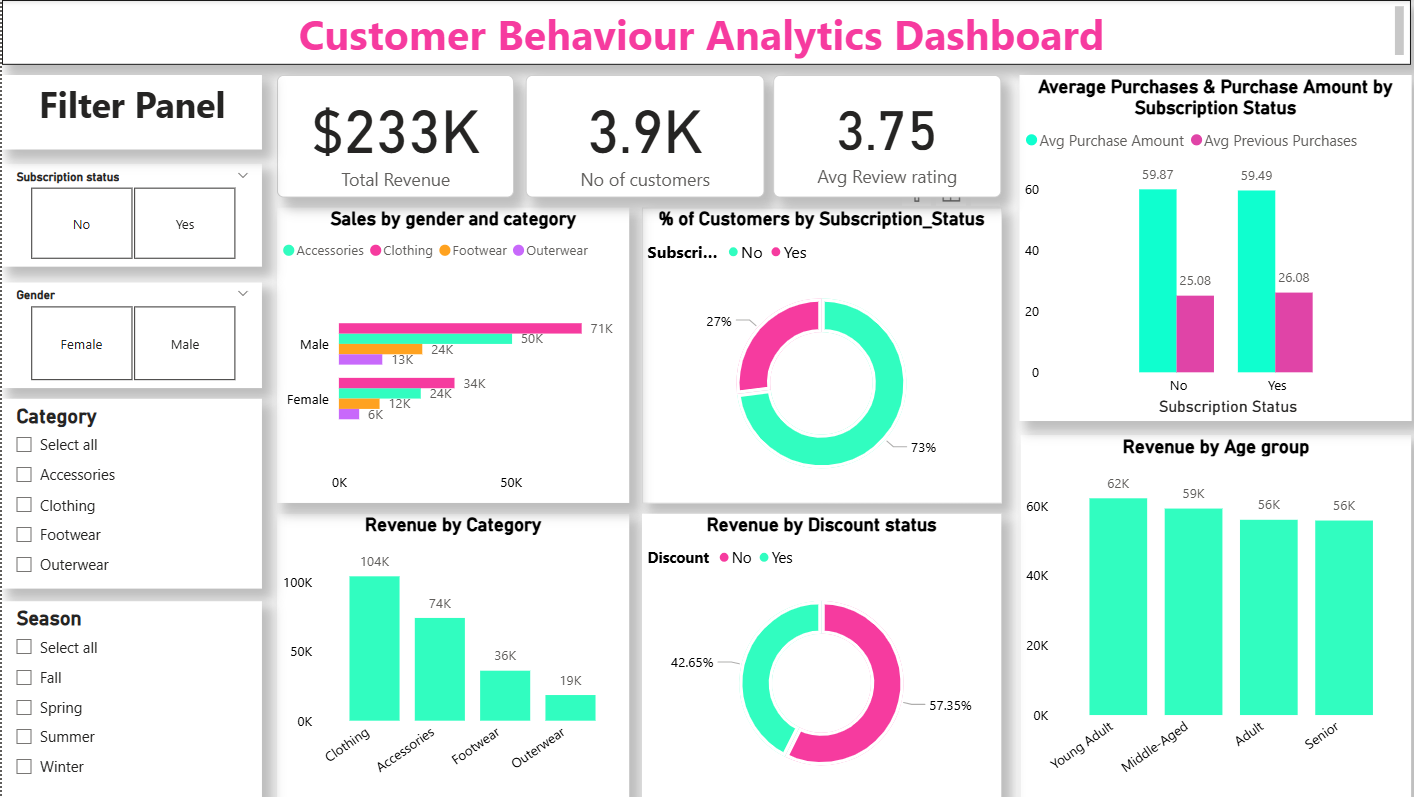 Customer Behaviour Analytics Dashboard
Filter Panel
Subscription status
No
Yes
Gender
Female
Male
Category
Select all
Accessories
Clothing
Footwear
Outerwear
Season
Select all
Fall
Spring
Summer
Winter
$233K
Total Revenue
3.9K
No of customers
3.75
Avg Review rating
Sales by gender and category
Accessories Clothing Footwear Outerwear
Male
71K
50K
24K
13K
Female
34K
24K
12K
6K
0K 50K
% of Customers by Subscription_Status
Subscri... No Yes
27%
73%
Revenue by Category
100K
50K
0K
104K
74K
36K
19K
Clothing
Accessories
Footwear
Outerwear
Revenue by Discount status
Discount No Yes
42.65%
57.35%
Average Purchases & Purchase Amount by
Subscription Status
Avg Purchase Amount Avg Previous Purchases
60
40
20
0
59.87
25.08
59.49
26.08
No Yes
Subscription Status
Revenue by Age group
60K
40K
20K
0K
62K
59K
56K
56K
Young Adult
Middle-Aged
Adult
Senior